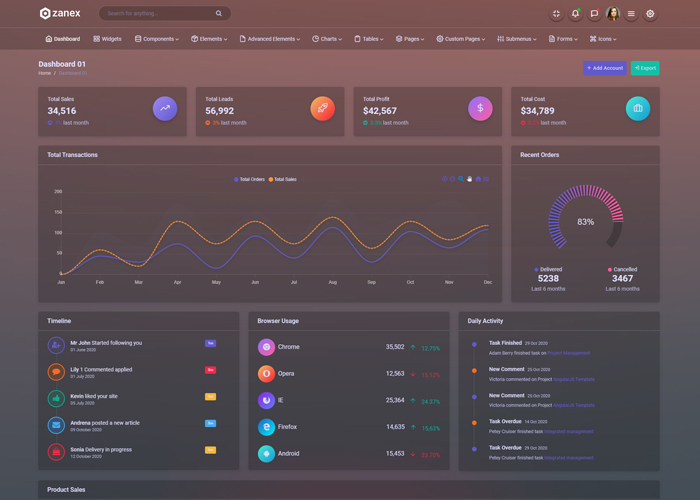 zanex
Search for anything...
Dashboard Widgets Components Elements Advanced Elements Charts Tables Pages Custom Pages Submenus Forms Icons
Dashboard 01
Home / Dashboard 01
+ Add Account Export
Total Sales
34,516
last month
Total Leads
56,992
3% last month
Total Profit
$42,567
last month
Total Cost
$34,789
last month
Total Transactions
Total Orders Total Sales
200
150
100
50
0
Jan Feb Mar Apr May Jun Jul Aug Sep Oct Nov Dec
Recent Orders
83%
Delivered
5238
Last 6 months
Cancelled
3467
Last 6 months
Timeline
Mr John Started following you
01 June 2020
Lily 1 Commented applied
01 July 2020
Kevin liked your site
05 July 2020
Andrena posted a new article
09 October 2020
Sonia Delivery in progress
12 October 2020
Browser Usage
Chrome 35,502 12.75%
Opera 12,563 15.12%
IE 25,364 24.37%
Firefox 14,635 15.63%
Android 15,453 23.70%
Daily Activity
Task Finished 29 Oct 2020
Adam Berry finished task on Project Management
New Comment 25 Oct 2020
Victoria commented on Project AngularJS Template
New Comment 25 Oct 2020
Victoria commented on Project AngularJS Template
Task Overdue 14 Oct 2020
Petey Cruiser finished task Integrated management
Task Overdue 29 Oct 2020
Petey Cruiser finished task Integrated management
Product Sales